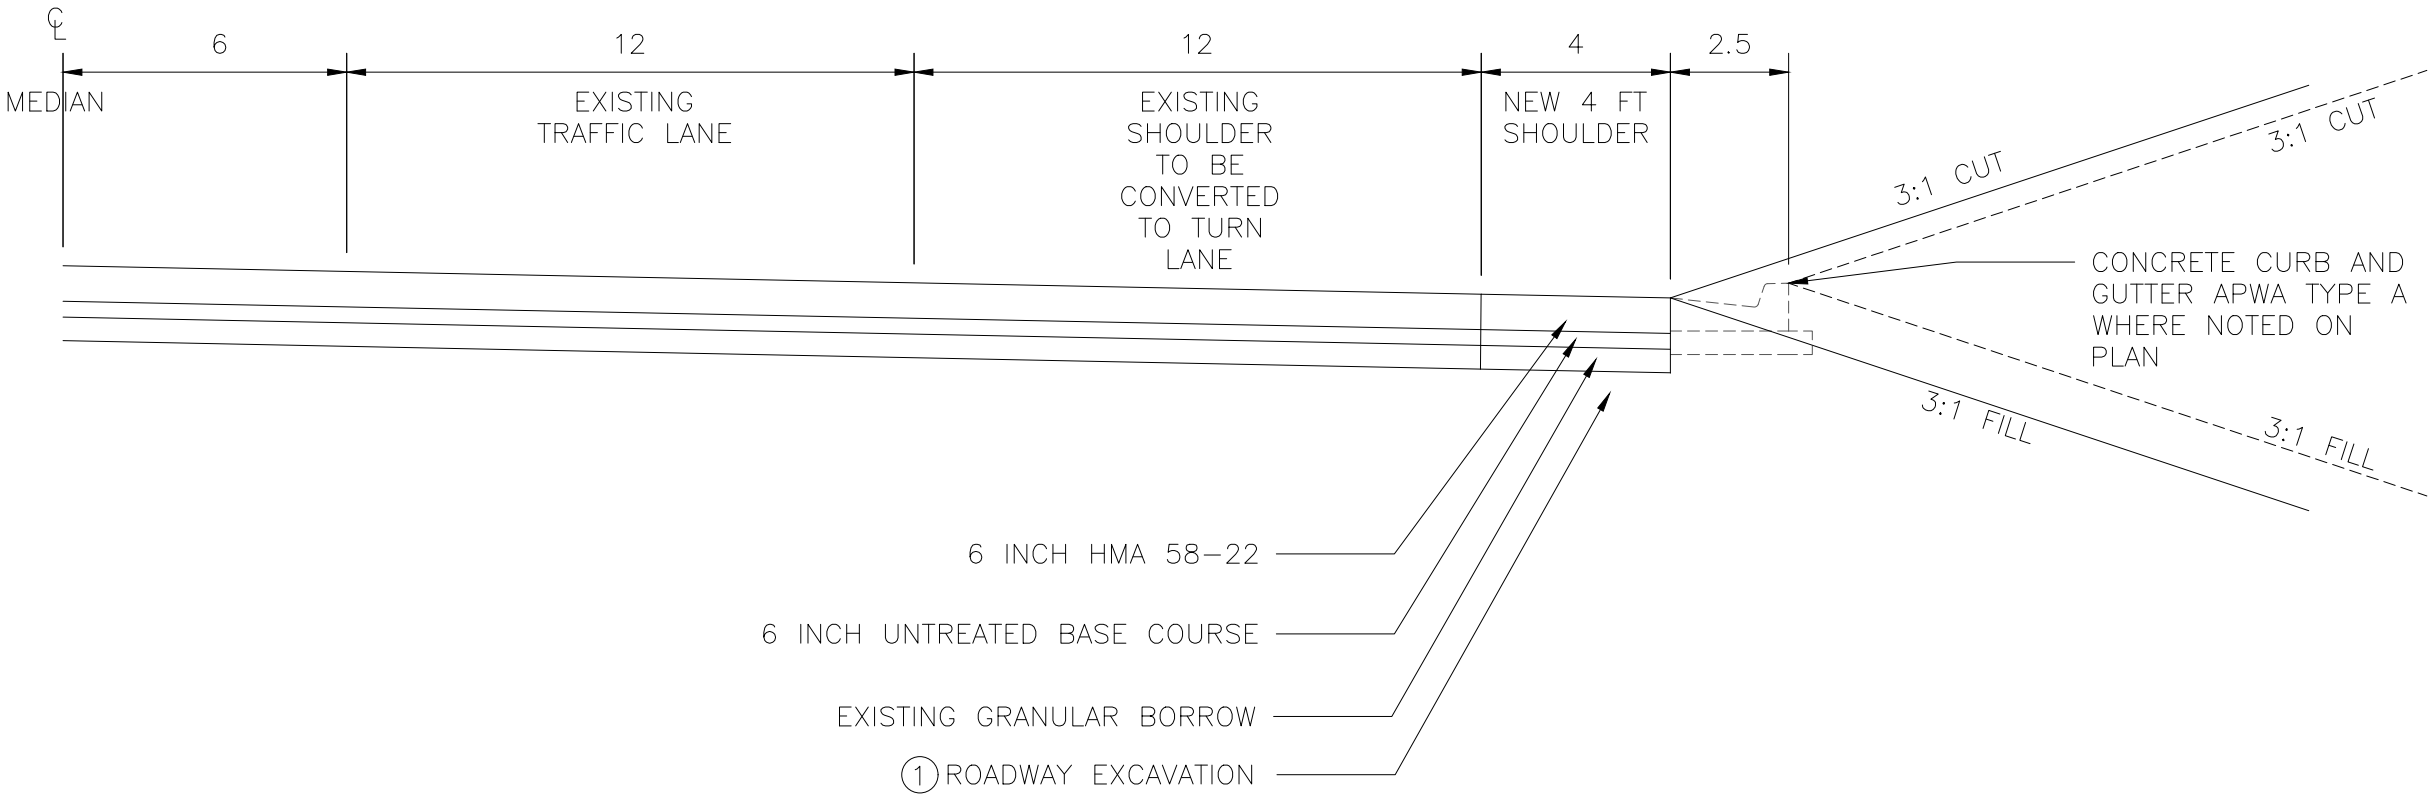 ℄
6
12
12
4
2.5
MEDIAN
EXISTING
TRAFFIC LANE
EXISTING
SHOULDER
TO BE
CONVERTED
TO TURN
LANE
NEW 4 FT
SHOULDER
3:1 CUT
3:1 CUT
CONCRETE CURB AND
GUTTER APWA TYPE A
WHERE NOTED ON
PLAN
3:1 FILL
3:1 FILL
6 INCH HMA 58-22
6 INCH UNTREATED BASE COURSE
EXISTING GRANULAR BORROW
① ROADWAY EXCAVATION